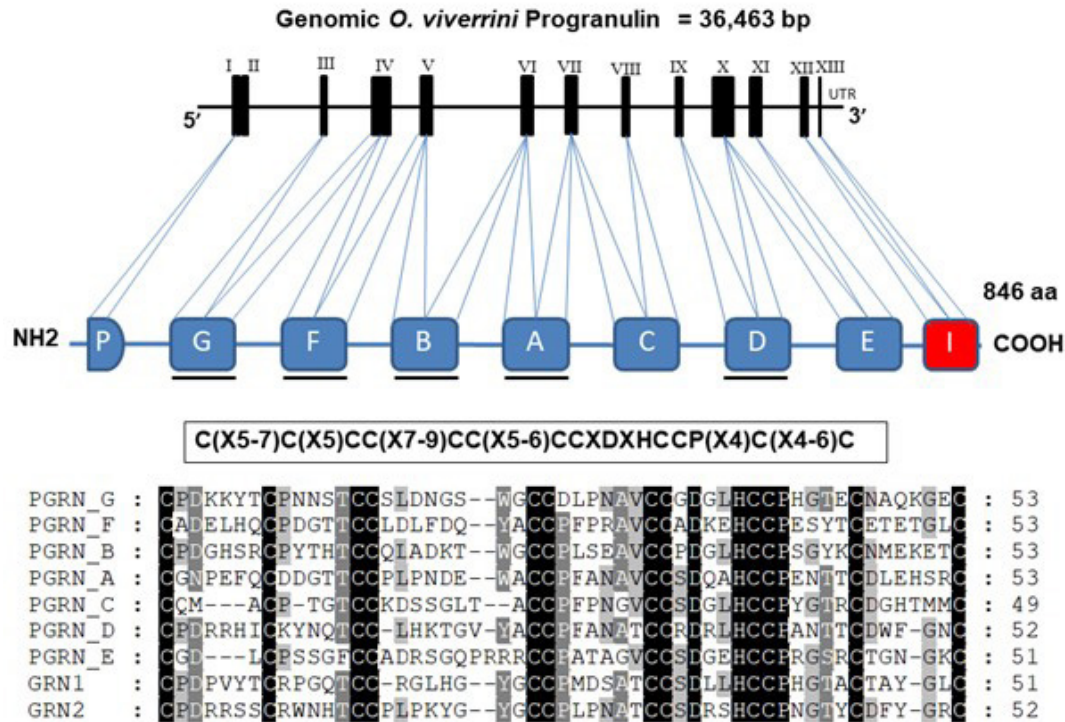 Genomic O. viverrini Progranulin = 36,463 bp
I II III IV V VI VII VIII IX X XI XII XIII
UTR
5′ 3′
846 aa
NH2 P G F B A C D E I COOH
C(X5-7)C(X5)CC(X7-9)CC(X5-6)CCXDXHCCP(X4)C(X4-6)C
PGRN_G : CPDKKYTCPNNSTCCSLDNGS--WGCCDLPNAVCCGDGLHCCPHGTECNAQKGEC : 53
PGRN_F : CADELHQCPDGTTCCLDLFDQ--YACCPFPRAVCCADKEHCCPESYTCETETGLC : 53
PGRN_B : CPDGHSRCPYTHTCCQLADKT--WGCCPLSEAVCCPDGLHCCPSGYKCNMEKETC : 53
PGRN_A : CGNPEFQCDDGTTCCPLPNDE--WACCPFANAVCCSDQAHCCPENTTCDLEHSRC : 53
PGRN_C : CQM---ACP-TGTCCKDSSGLT--ACCPFPNGVCCSDGLHCCPYGTRCDGHTMMC : 49
PGRN_D : CPDRRHICKYNQTCC-LHKTGV-YACCPFANATCCRDRLHCCPANTTCDWF-GNC : 52
PGRN_E : CGD---LCPSSGFCCADRSGQPRRRCCPATAGVCCSDGEHCCPRGSRCTGN-GKC : 51
GRN1 : CPDPVYTCRPGQTCC-RGLHG-YGCCPMDSATCCSDLLHCCPHGTACTAY-GLC : 51
GRN2 : CPDRRSSCRWNHTCCPLPKYG-YGCCPLPNATCCSDGLHCCPSGYTCDFY-GRC : 52